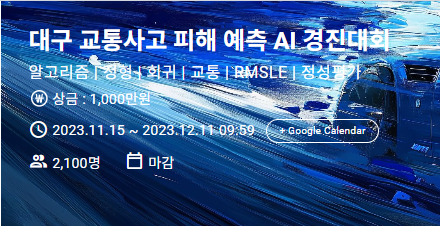 대구 교통사고 피해 예측 AI 경진대회
알고리즘 | 정형 | 회귀 | 교통 | RMSLE | 정성평가
₩ 상금 : 1,000만원
2023.11.15 ~ 2023.12.11 09:59 + Google Calendar
2,100명 마감